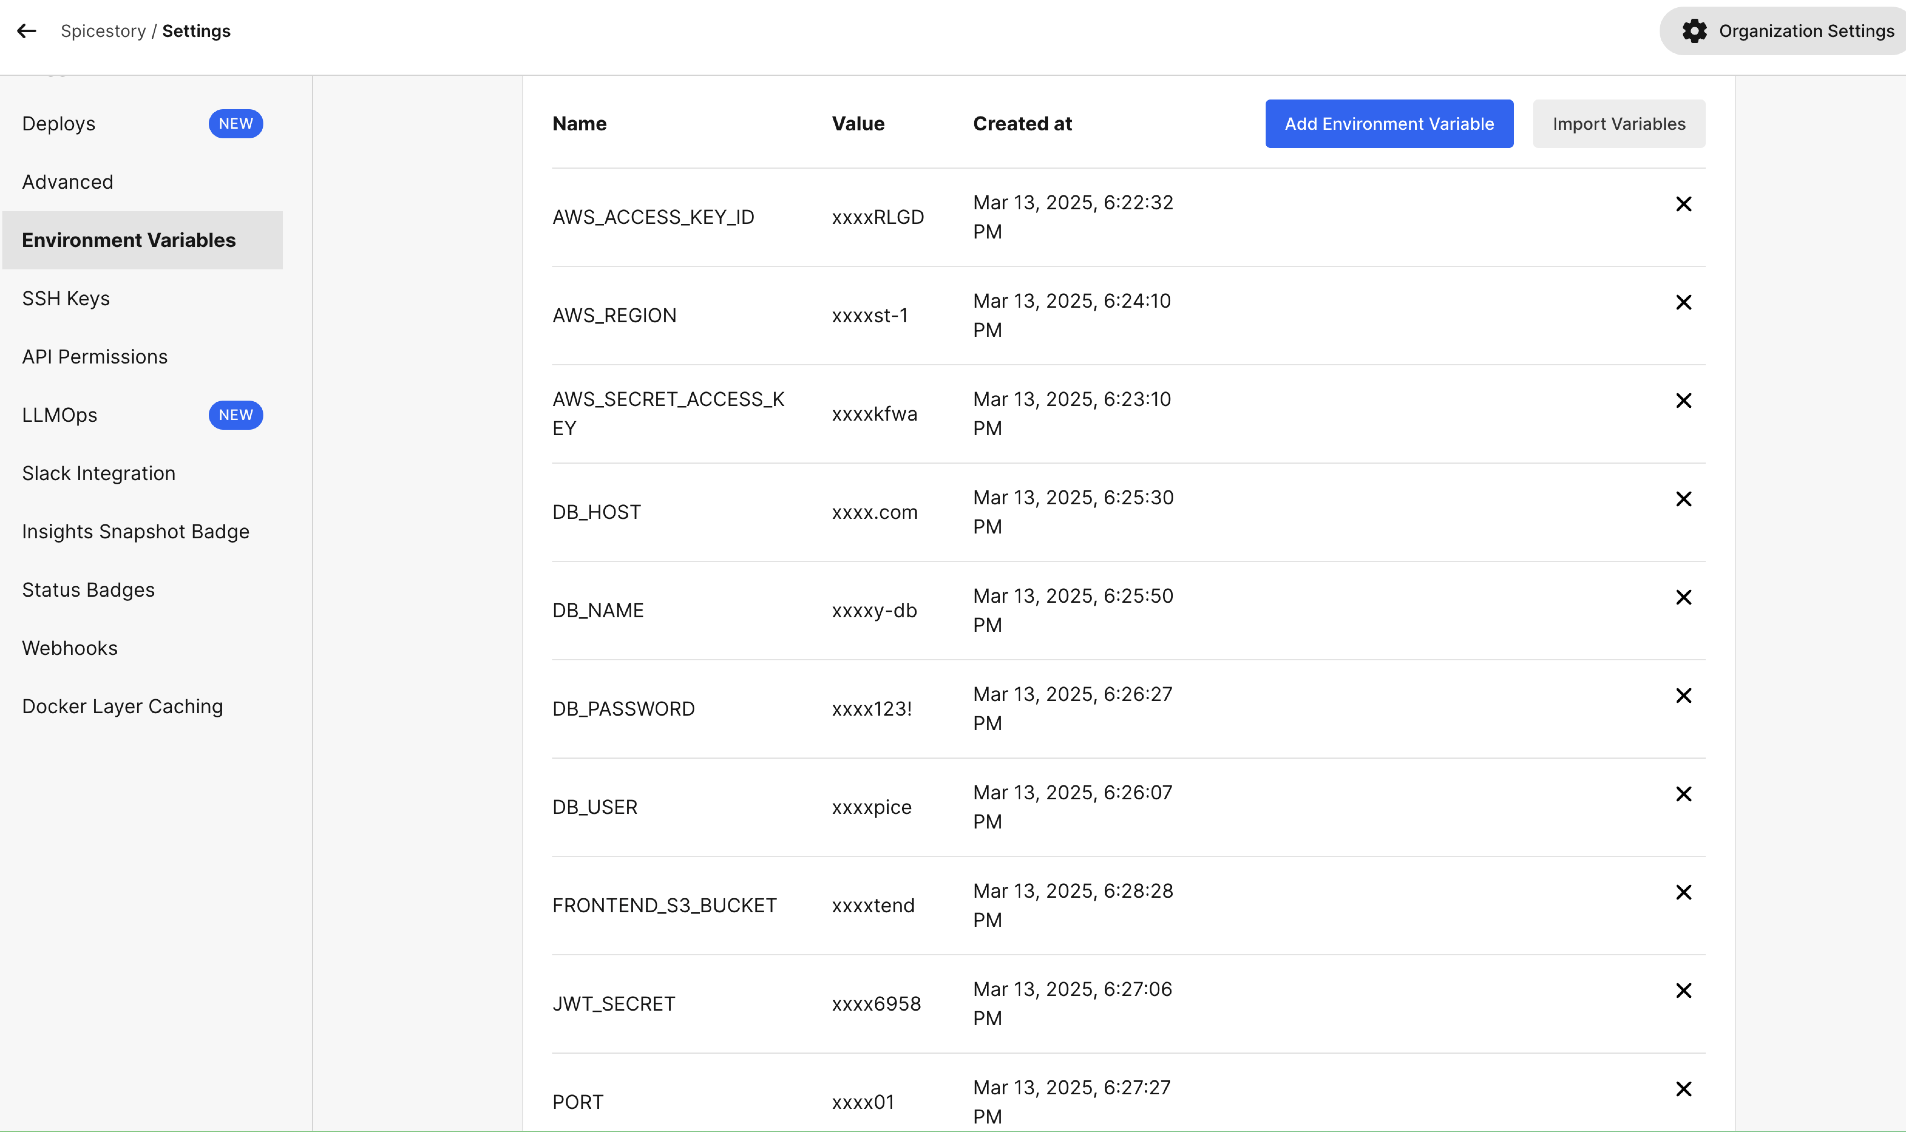 Spicestory / Settings
Organization Settings
Deploys NEW
Advanced
Environment Variables
SSH Keys
API Permissions
LLMOps NEW
Slack Integration
Insights Snapshot Badge
Status Badges
Webhooks
Docker Layer Caching
Name Value Created at Add Environment Variable Import Variables
AWS_ACCESS_KEY_ID xxxxRLGD Mar 13, 2025, 6:22:32
PM
AWS_REGION xxxxst-1 Mar 13, 2025, 6:24:10
PM
AWS_SECRET_ACCESS_K
EY xxxxkfwa Mar 13, 2025, 6:23:10
PM
DB_HOST xxxx.com Mar 13, 2025, 6:25:30
PM
DB_NAME xxxxy-db Mar 13, 2025, 6:25:50
PM
DB_PASSWORD xxxx123! Mar 13, 2025, 6:26:27
PM
DB_USER xxxxpice Mar 13, 2025, 6:26:07
PM
FRONTEND_S3_BUCKET xxxxtend Mar 13, 2025, 6:28:28
PM
JWT_SECRET xxxx6958 Mar 13, 2025, 6:27:06
PM
PORT xxxx01 Mar 13, 2025, 6:27:27
PM